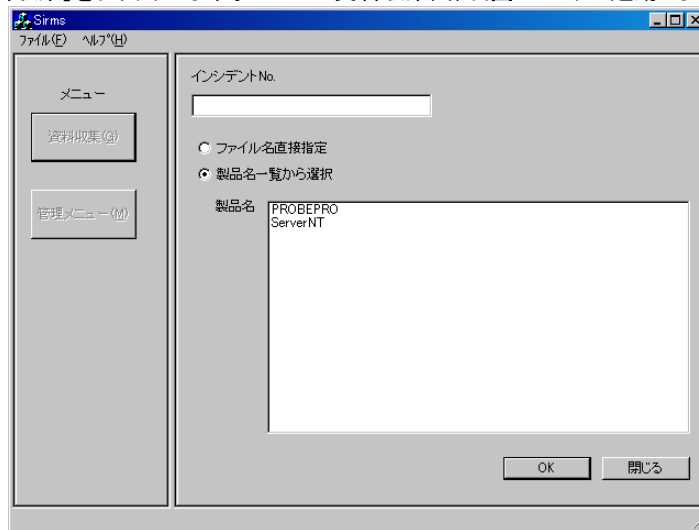 Sirms
ファイル(F) ヘルプ(H)
メニュー
資料収集(G)
管理メニュー(M)
インシデントNo.
ファイル名直接指定
製品名一覧から選択
製品名
PROBEPRO
ServerNT
OK
閉じる